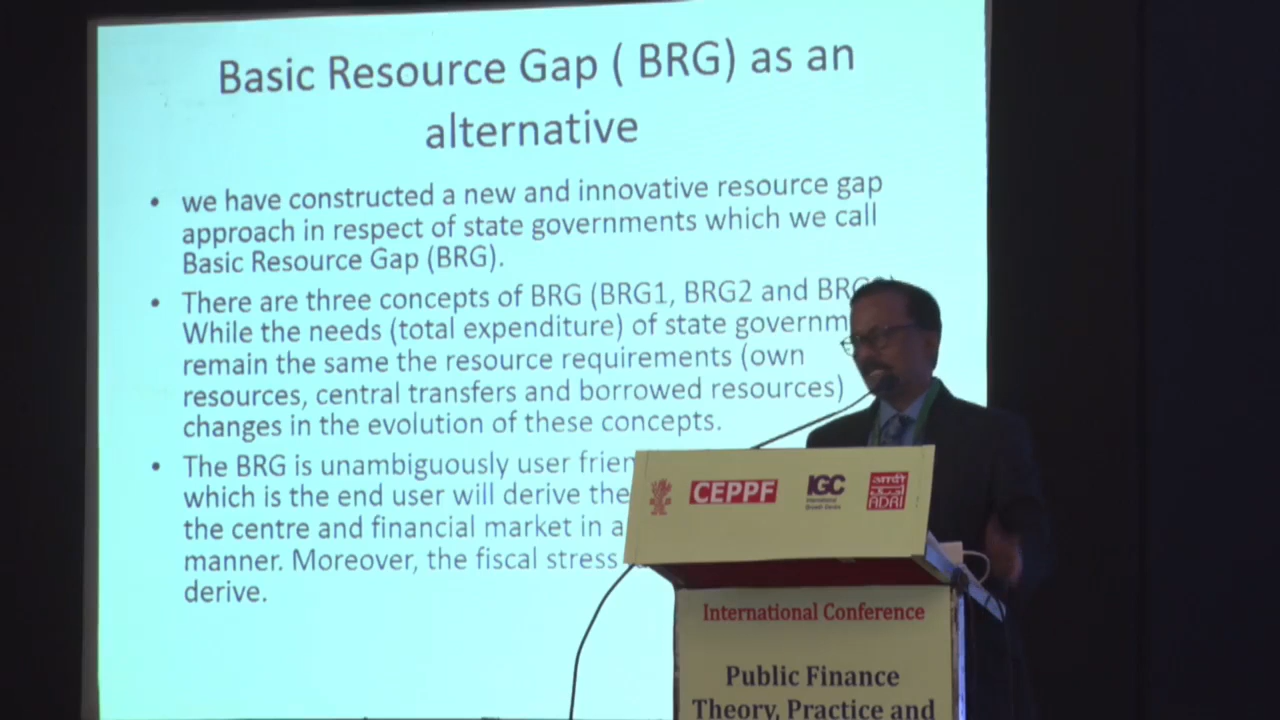 Basic Resource Gap ( BRG) as an
alternative
• we have constructed a new and innovative resource gap
approach in respect of state governments which we call
Basic Resource Gap (BRG).
• There are three concepts of BRG (BRG1, BRG2 and
While the needs (total expenditure) of state
remain the same the resource requirements (own
resources, central transfers and borrowed resources)
changes in the evolution of these concepts.
• The BRG is unambiguously user
which is the end user will derive the
the centre and financial market in a
manner. Moreover, the fiscal stress
derive.
CEPPF
IGC
International
Growth Centre
आद्री
ADRI
International Conference
Public Finance
Theory, Practice and